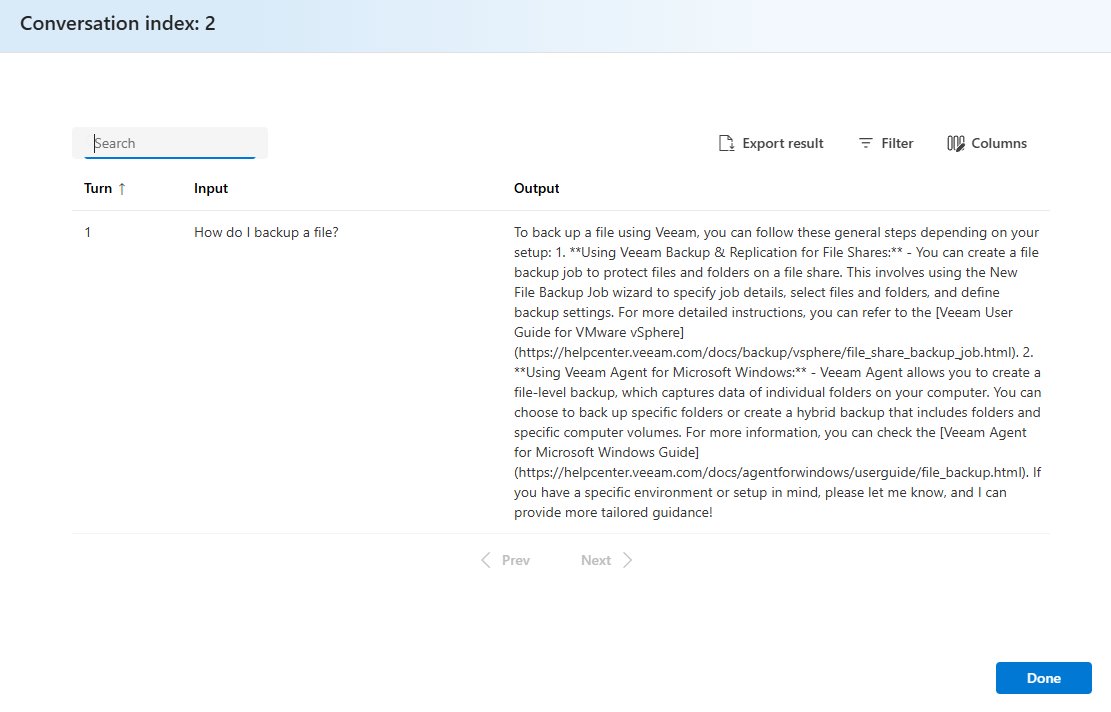 Conversation index: 2
Search
Export result
Filter
Columns
Turn ↑
Input
Output
1
How do I backup a file?
To back up a file using Veeam, you can follow these general steps depending on your
setup: 1. **Using Veeam Backup & Replication for File Shares:** - You can create a file
backup job to protect files and folders on a file share. This involves using the New
File Backup Job wizard to specify job details, select files and folders, and define
backup settings. For more detailed instructions, you can refer to the [Veeam User
Guide for VMware vSphere]
(https://helpcenter.veeam.com/docs/backup/vsphere/file_share_backup_job.html). 2.
**Using Veeam Agent for Microsoft Windows:** - Veeam Agent allows you to create a
file-level backup, which captures data of individual folders on your computer. You can
choose to back up specific folders or create a hybrid backup that includes folders and
specific computer volumes. For more information, you can check the [Veeam Agent
for Microsoft Windows Guide]
(https://helpcenter.veeam.com/docs/agentforwindows/userguide/file_backup.html). If
you have a specific environment or setup in mind, please let me know, and I can
provide more tailored guidance!
Prev
Next
Done